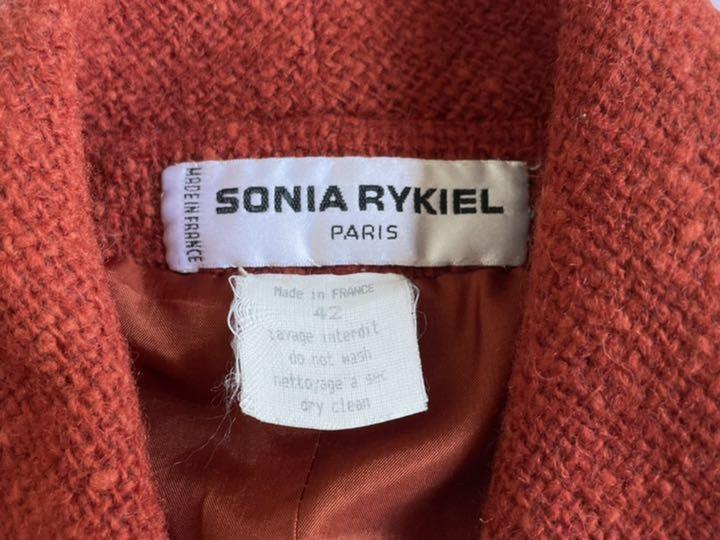 MADE IN FRANCE
SONIA RYKIEL
PARIS
Made in FRANCE
42
lavage interdit
do not wash
nettoyage a sec
dry clean